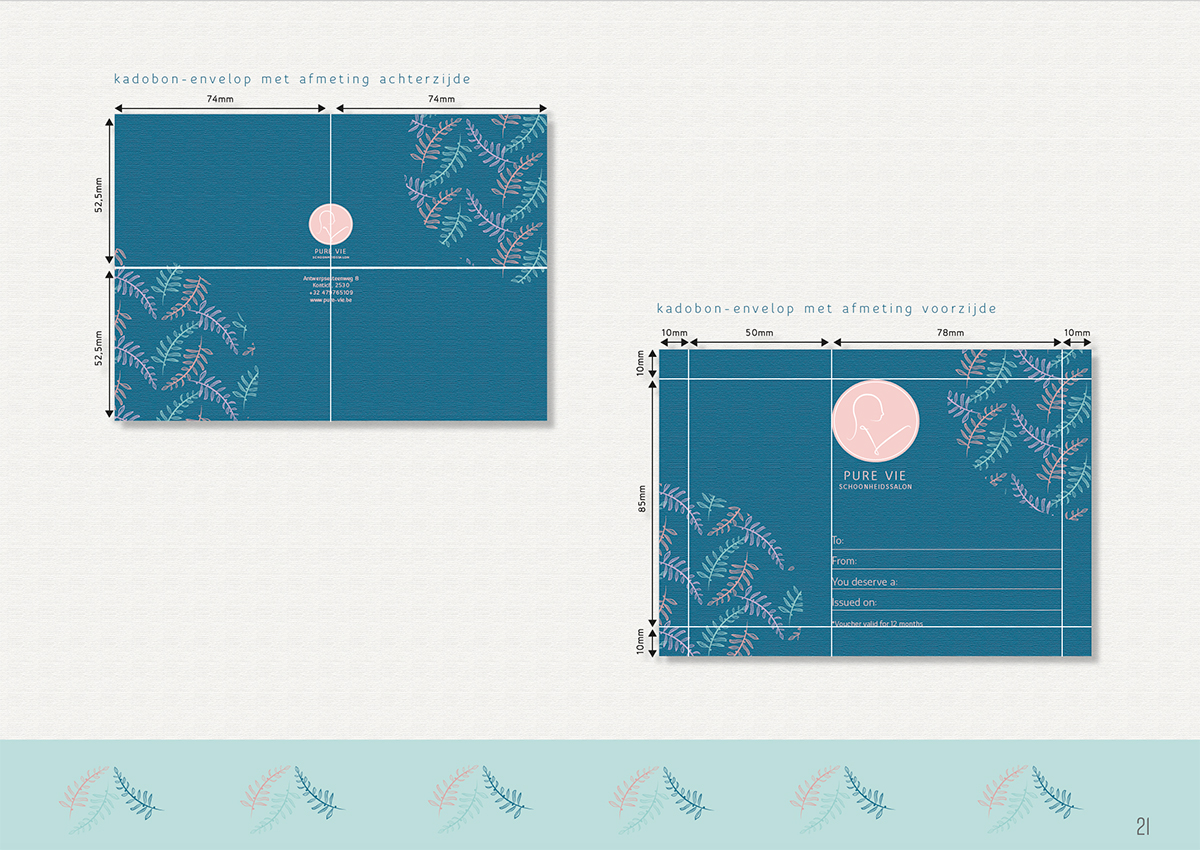 kadobon-envelop met afmeting achterzijde
74mm 74mm
52,5mm
PURE VIE
SCHOONHEIDSSALON
52,5mm
Antwerpsesteenweg 8
Kontich, 2530
+32 479765109
www.pure-vie.be
kadobon-envelop met afmeting voorzijde
10mm 50mm 78mm 10mm
10mm
85mm
PURE VIE
SCHOONHEIDSSALON
To:
From:
You deserve a:
Issued on:
*Voucher valid for 12 months
10mm
21